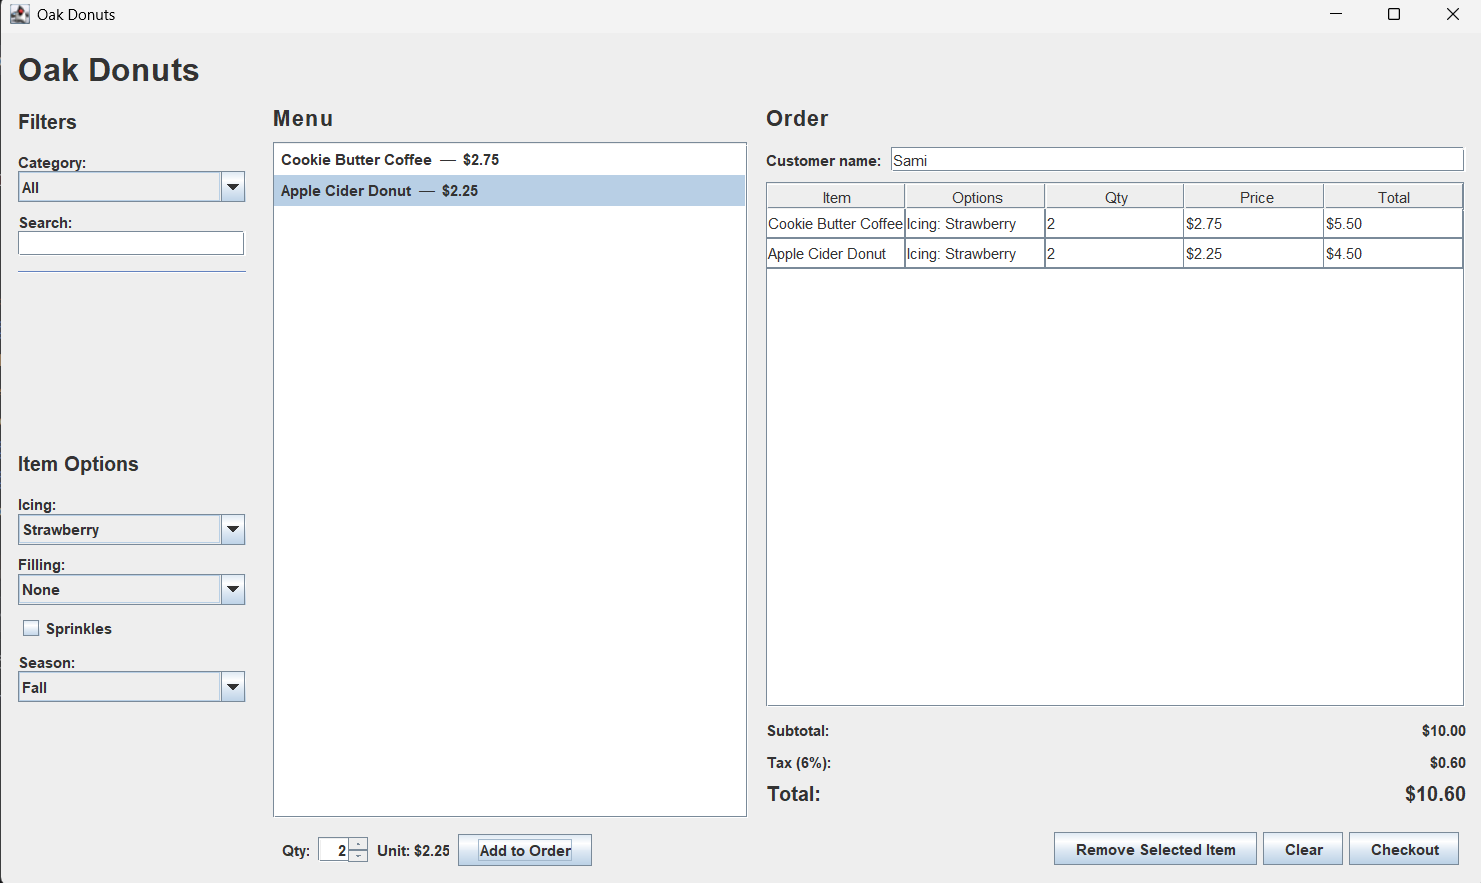 Oak Donuts
Oak Donuts
Filters
Category:
All
Search:
Item Options
Icing:
Strawberry
Filling:
None
Sprinkles
Season:
Fall
Menu
Cookie Butter Coffee — $2.75
Apple Cider Donut — $2.25
Qty: 2 Unit: $2.25 Add to Order
Order
Customer name: Sami
Item Options Qty Price Total
Cookie Butter Coffee Icing: Strawberry 2 $2.75 $5.50
Apple Cider Donut Icing: Strawberry 2 $2.25 $4.50
Subtotal: $10.00
Tax (6%): $0.60
Total: $10.60
Remove Selected Item Clear Checkout